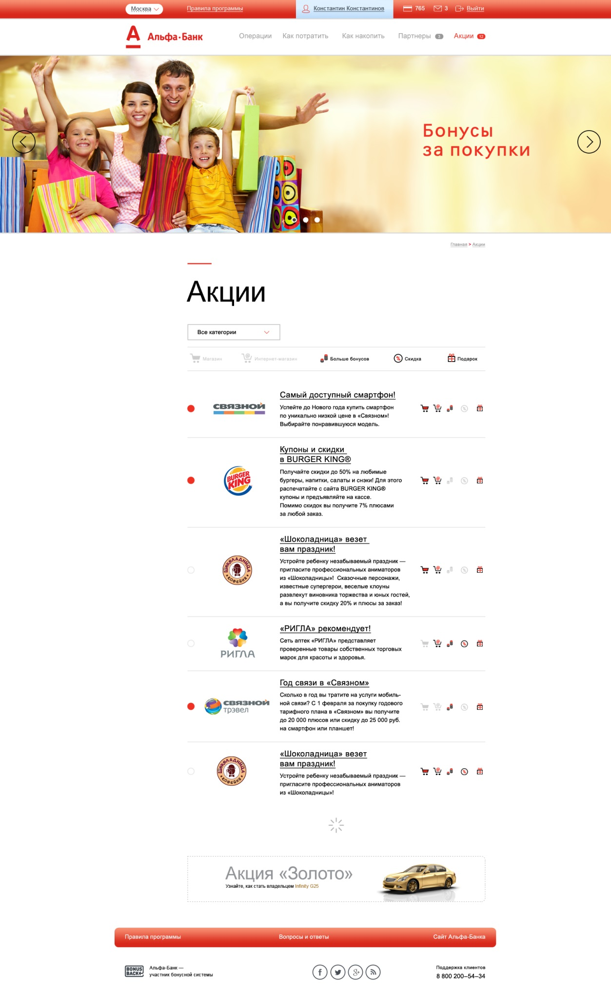 Москва
Правила программы
Константин Константинов
765
3
Выйти
Альфа·Банк
Операции
Как потратить
Как накопить
Партнеры 3
Акции 12
Бонусы
за покупки
Главная > Акции
Акции
Все категории
Магазин
Интернет-магазин
Больше бонусов
Скидка
Подарок
СВЯЗНОЙ
Самый доступный смартфон!
Успейте до Нового года купить смартфон
по уникально низкой цене в «Связном»!
Выбирайте понравившуюся модель.
BURGER
KING
Купоны и скидки
в BURGER KING®
Получайте скидки до 50% на любимые
бургеры, напитки, салаты и снэки! Для этого
распечатайте с сайта BURGER KING®
купоны и предъявляйте на кассе.
Помимо скидок вы получите 7% плюсами
за любой заказ.
ШОКОЛАДНИЦА
КОФЕЙНЯ
«Шоколадница» везет
вам праздник!
Устройте ребенку незабываемый праздник —
пригласите профессиональных аниматоров
из «Шоколадницы»! Сказочные персонажи,
известные супергерои, веселые клоуны
развлекут виновника торжества и юных гостей,
а вы получите скидку 20% и плюсы за заказ!
РИГЛА
«РИГЛА» рекомендует!
Сеть аптек «РИГЛА» представляет
проверенные товары собственных торговых
марок для красоты и здоровья.
СВЯЗНОЙ
трэвел
Год связи в «Связном»
Сколько в год вы тратите на услуги мобиль-
ной связи? С 1 февраля за покупку годового
тарифного плана в «Связном» вы получите
до 20 000 плюсов или скидку до 25 000 руб.
на смартфон или планшет!
ШОКОЛАДНИЦА
КОФЕЙНЯ
«Шоколадница» везет
вам праздник!
Устройте ребенку незабываемый праздник —
пригласите профессиональных аниматоров
из «Шоколадницы»!
Акция «Золото»
Узнайте, как стать владельцем Infinity G25
Правила программы
Вопросы и ответы
Сайт Альфа-Банка
BONUS
BACK
Альфа-Банк —
участник бонусной системы
Поддержка клиентов
8 800 200–54–34